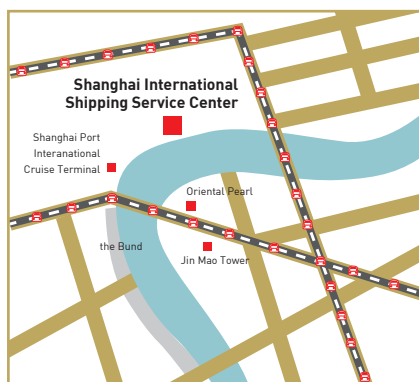 Shanghai International
Shipping Service Center
Shanghai Port
Interanational
Cruise Terminal
Oriental Pearl
the Bund
Jin Mao Tower